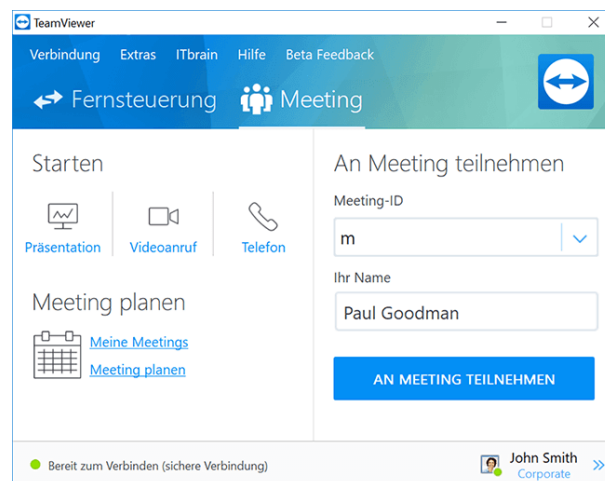 TeamViewer
Verbindung Extras ITbrain Hilfe Beta Feedback
Fernsteuerung Meeting
Starten
Präsentation Videoanruf Telefon
Meeting planen
Meine Meetings
Meeting planen
An Meeting teilnehmen
Meeting-ID
m
Ihr Name
Paul Goodman
AN MEETING TEILNEHMEN
Bereit zum Verbinden (sichere Verbindung)
John Smith
Corporate